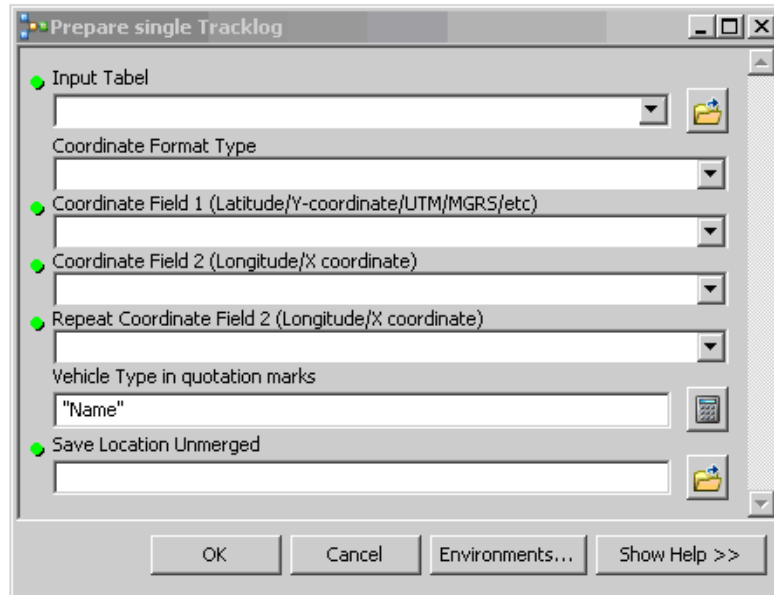 Prepare single Tracklog
Input Tabel
Coordinate Format Type
Coordinate Field 1 (Latitude/Y-coordinate/UTM/MGRS/etc)
Coordinate Field 2 (Longitude/X coordinate)
Repeat Coordinate Field 2 (Longitude/X coordinate)
Vehicle Type in quotation marks
"Name"
Save Location Unmerged
OK Cancel Environments... Show Help >>